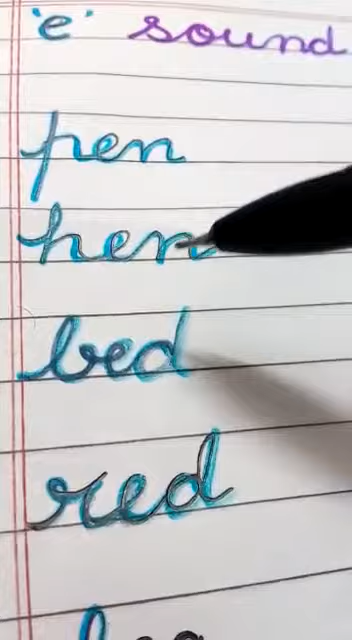 'e' sound
pen
hen
bed
red